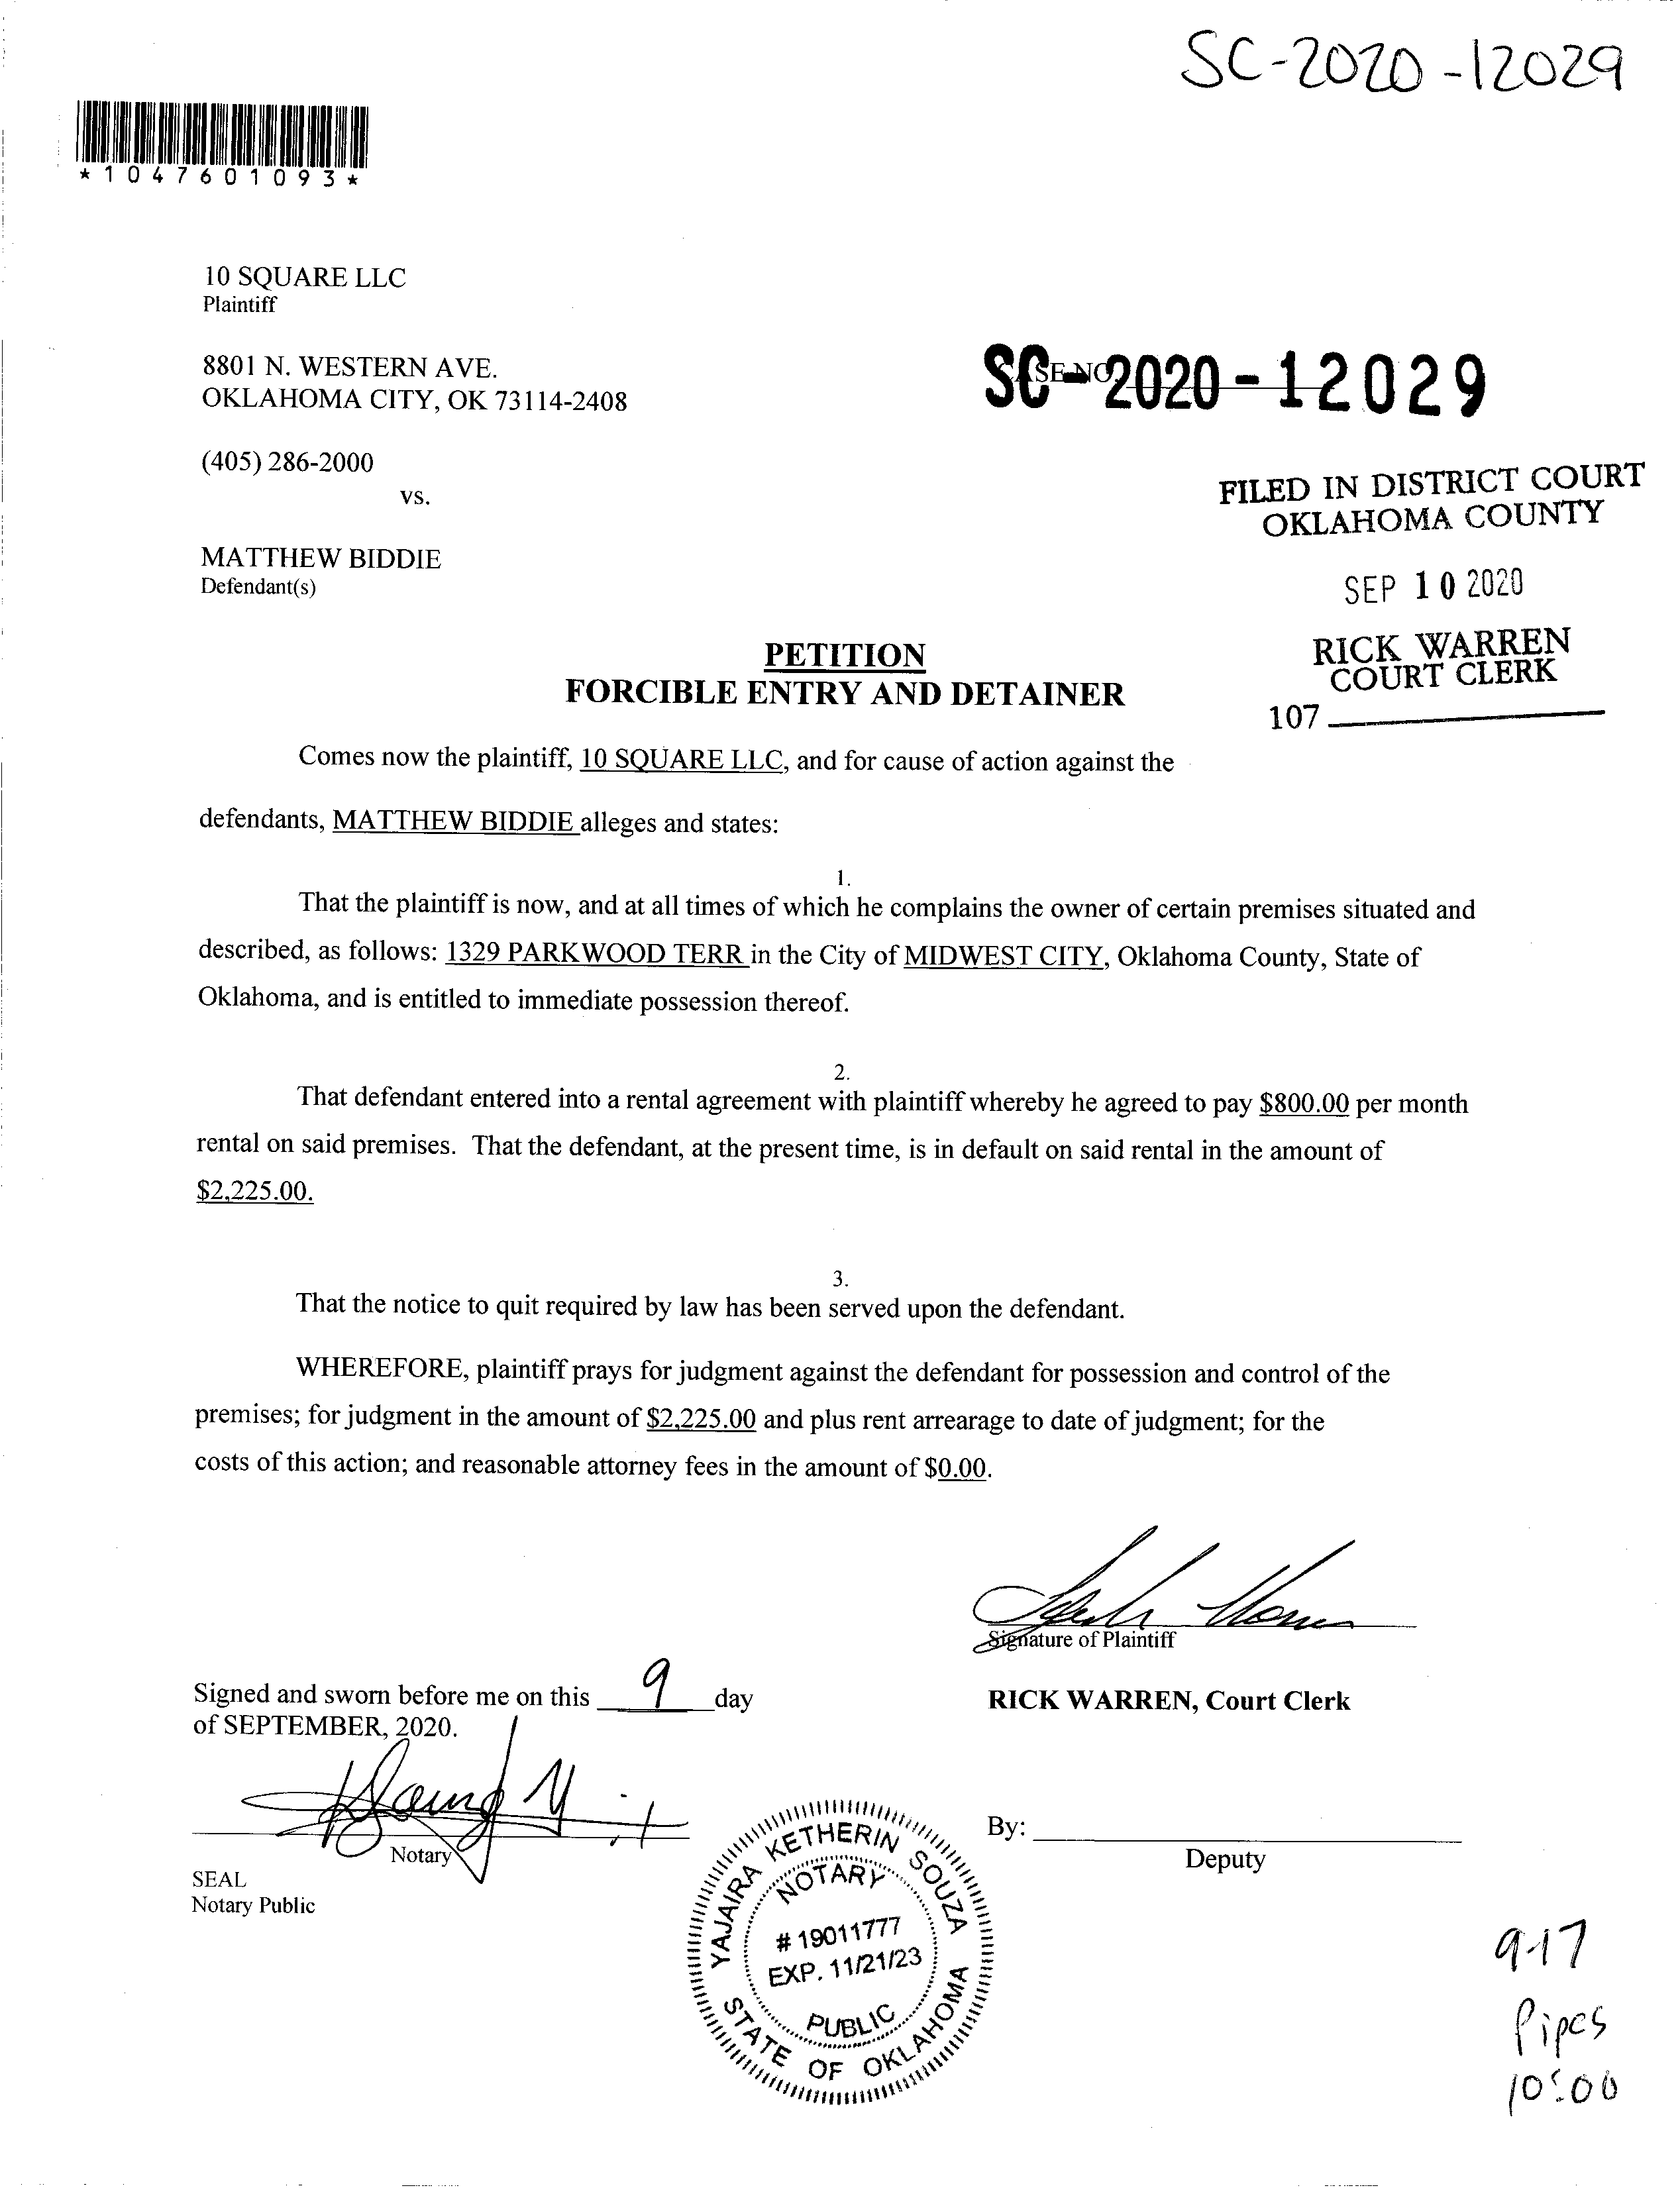 SC-2020-12029
*1047601093*
10 SQUARE LLC
Plaintiff
8801 N. WESTERN AVE.
OKLAHOMA CITY, OK 73114-2408
SC-2020-12029
(405) 286-2000
vs.
FILED IN DISTRICT COURT
OKLAHOMA COUNTY
MATTHEW BIDDIE
Defendant(s)
SEP 10 2020
RICK WARREN
COURT CLERK
107
PETITION
FORCIBLE ENTRY AND DETAINER
Comes now the plaintiff, 10 SQUARE LLC, and for cause of action against the
defendants, MATTHEW BIDDIE alleges and states:
1.
That the plaintiff is now, and at all times of which he complains the owner of certain premises situated and
described, as follows: 1329 PARKWOOD TERR in the City of MIDWEST CITY, Oklahoma County, State of
Oklahoma, and is entitled to immediate possession thereof.
2.
That defendant entered into a rental agreement with plaintiff whereby he agreed to pay $800.00 per month
rental on said premises. That the defendant, at the present time, is in default on said rental in the amount of
$2,225.00.
3.
That the notice to quit required by law has been served upon the defendant.
WHEREFORE, plaintiff prays for judgment against the defendant for possession and control of the
premises; for judgment in the amount of $2,225.00 and plus rent arrearage to date of judgment; for the
costs of this action; and reasonable attorney fees in the amount of $0.00.
Signature of Plaintiff
Signed and sworn before me on this 9 day
of SEPTEMBER, 2020.
RICK WARREN, Court Clerk
Notary
SEAL
Notary Public
By:
Deputy
YAJAIRA KETHERIN SOUZA
NOTARY
# 19011777
EXP. 11/21/23
PUBLIC
STATE OF OKLAHOMA
9-17
Pipes
10:00